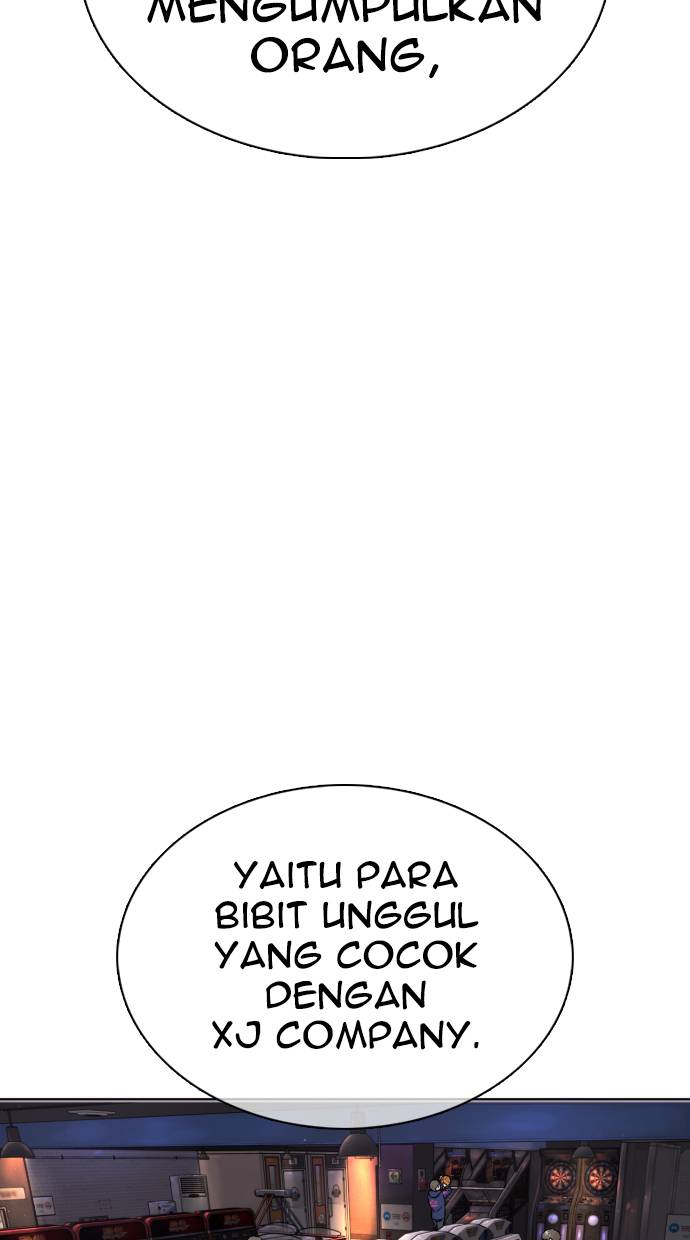 MENGUMPULKAN
ORANG,
YAITU PARA
BIBIT UNGGUL
YANG COCOK
DENGAN
XJ COMPANY.